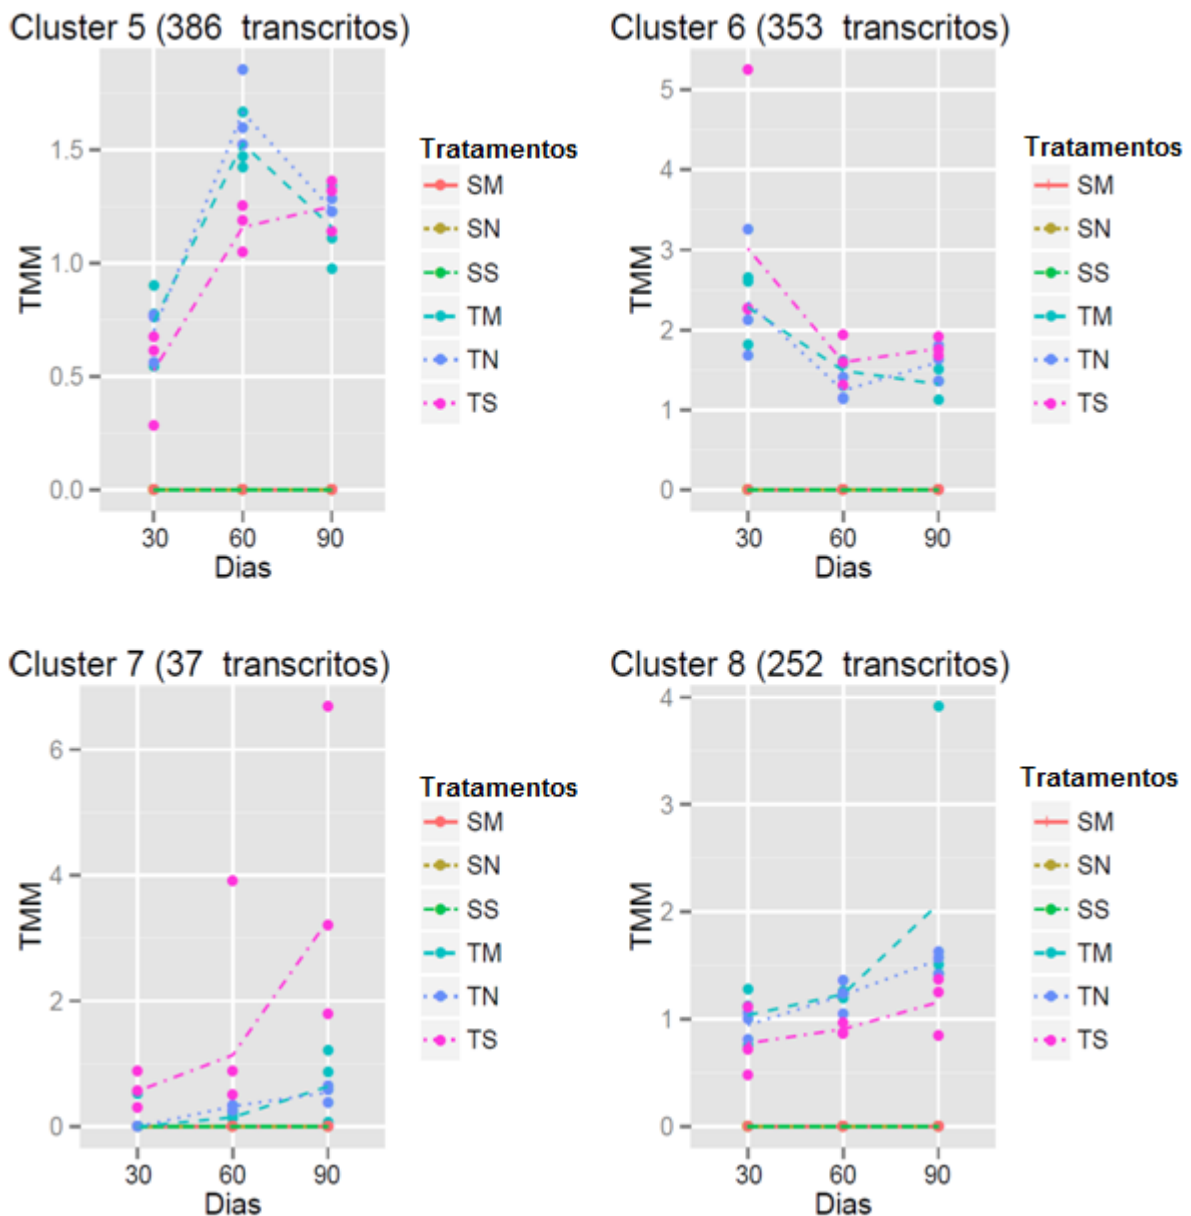 Cluster 5 (386 transcritos)
TMM
1.5
1.0
0.5
0.0
30 60 90
Dias
Tratamentos
SM
SN
SS
TM
TN
TS
Cluster 6 (353 transcritos)
TMM
5
4
3
2
1
0
30 60 90
Dias
Tratamentos
SM
SN
SS
TM
TN
TS
Cluster 7 (37 transcritos)
TMM
6
4
2
0
30 60 90
Dias
Tratamentos
SM
SN
SS
TM
TN
TS
Cluster 8 (252 transcritos)
TMM
4
3
2
1
0
30 60 90
Dias
Tratamentos
SM
SN
SS
TM
TN
TS